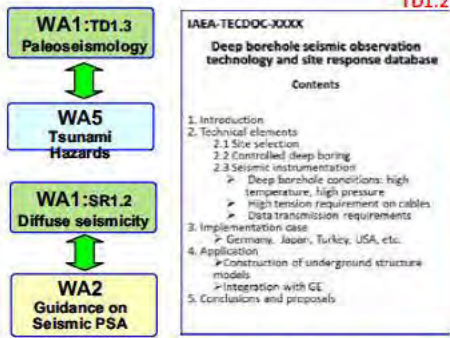 TD1.2
WA1:TD1.3
Paleoseismology
WA5
Tsunami
Hazards
WA1:SR1.2
Diffuse seismicity
WA2
Guidance on
Seismic PSA
IAEA-TECDOC-XXXX
Deep borehole seismic observation
technology and site response database
Contents
1. Introduction
2. Technical elements
2.1 Site selection
2.2 Controlled deep boring
2.3 Seismic instrumentation
➤ Deep borehole conditions: high
temperature, high pressure
➤ High tension requirement on cables
➤ Data transmission requirements
3. Implementation case
➤ Germany, Japan, Turkey, USA, etc.
4. Application
➤Construction of underground structure
models
➤Integration with GE
5. Conclusions and proposals